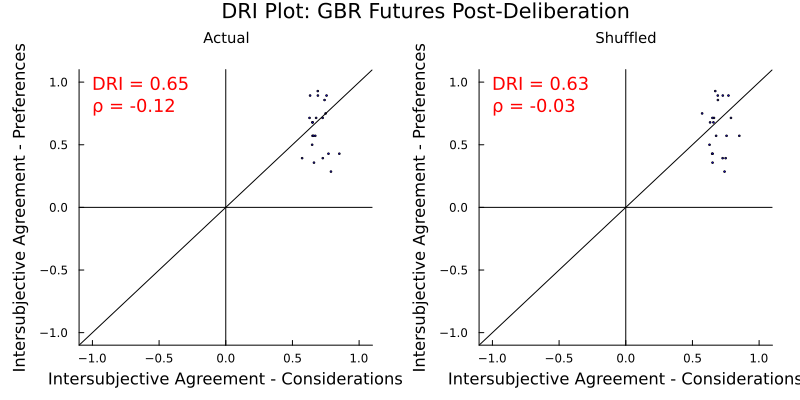 DRI Plot: GBR Futures Post-Deliberation
Actual
Intersubjective Agreement - Preferences
1.0
0.5
0.0
−0.5
−1.0
DRI = 0.65
ρ = -0.12
−1.0 −0.5 0.0 0.5 1.0
Intersubjective Agreement - Considerations
Shuffled
Intersubjective Agreement - Preferences
1.0
0.5
0.0
−0.5
−1.0
DRI = 0.63
ρ = -0.03
−1.0 −0.5 0.0 0.5 1.0
Intersubjective Agreement - Considerations